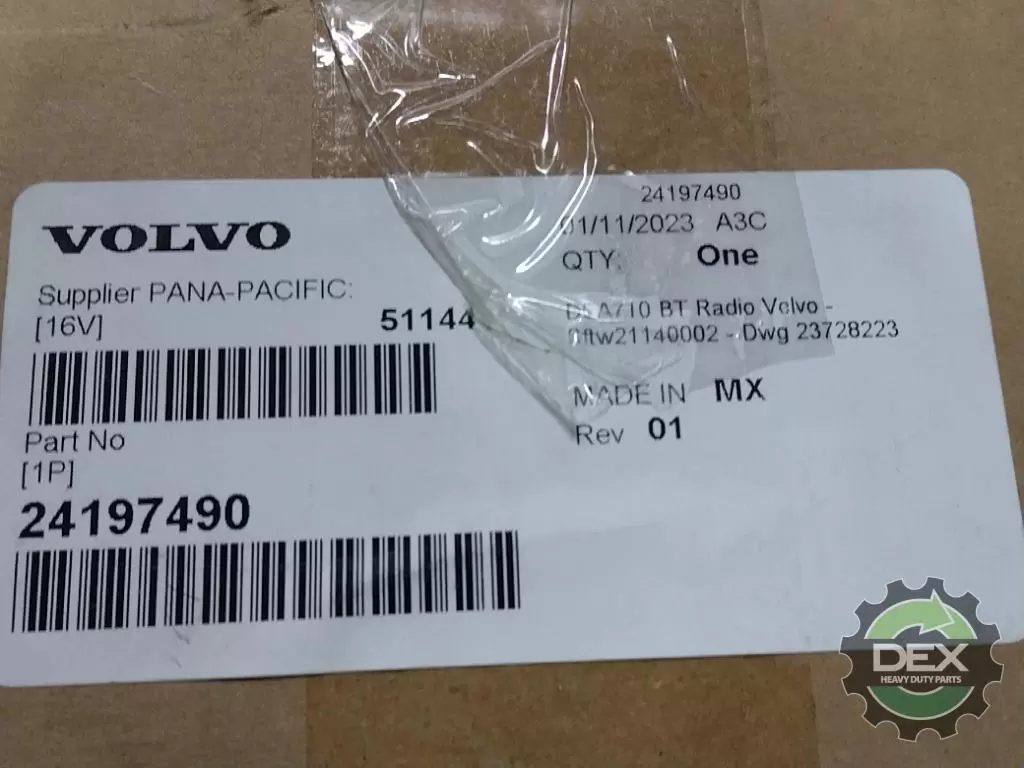 VOLVO
Supplier PANA-PACIFIC:
[16V]
51144
Part No
[1P]
24197490
24197490
01/11/2023 A3C
QTY: One
BT Radio Volvo -
- Dwg 23728223
MADE IN MX
Rev 01
DEX
HEAVY DUTY PARTS